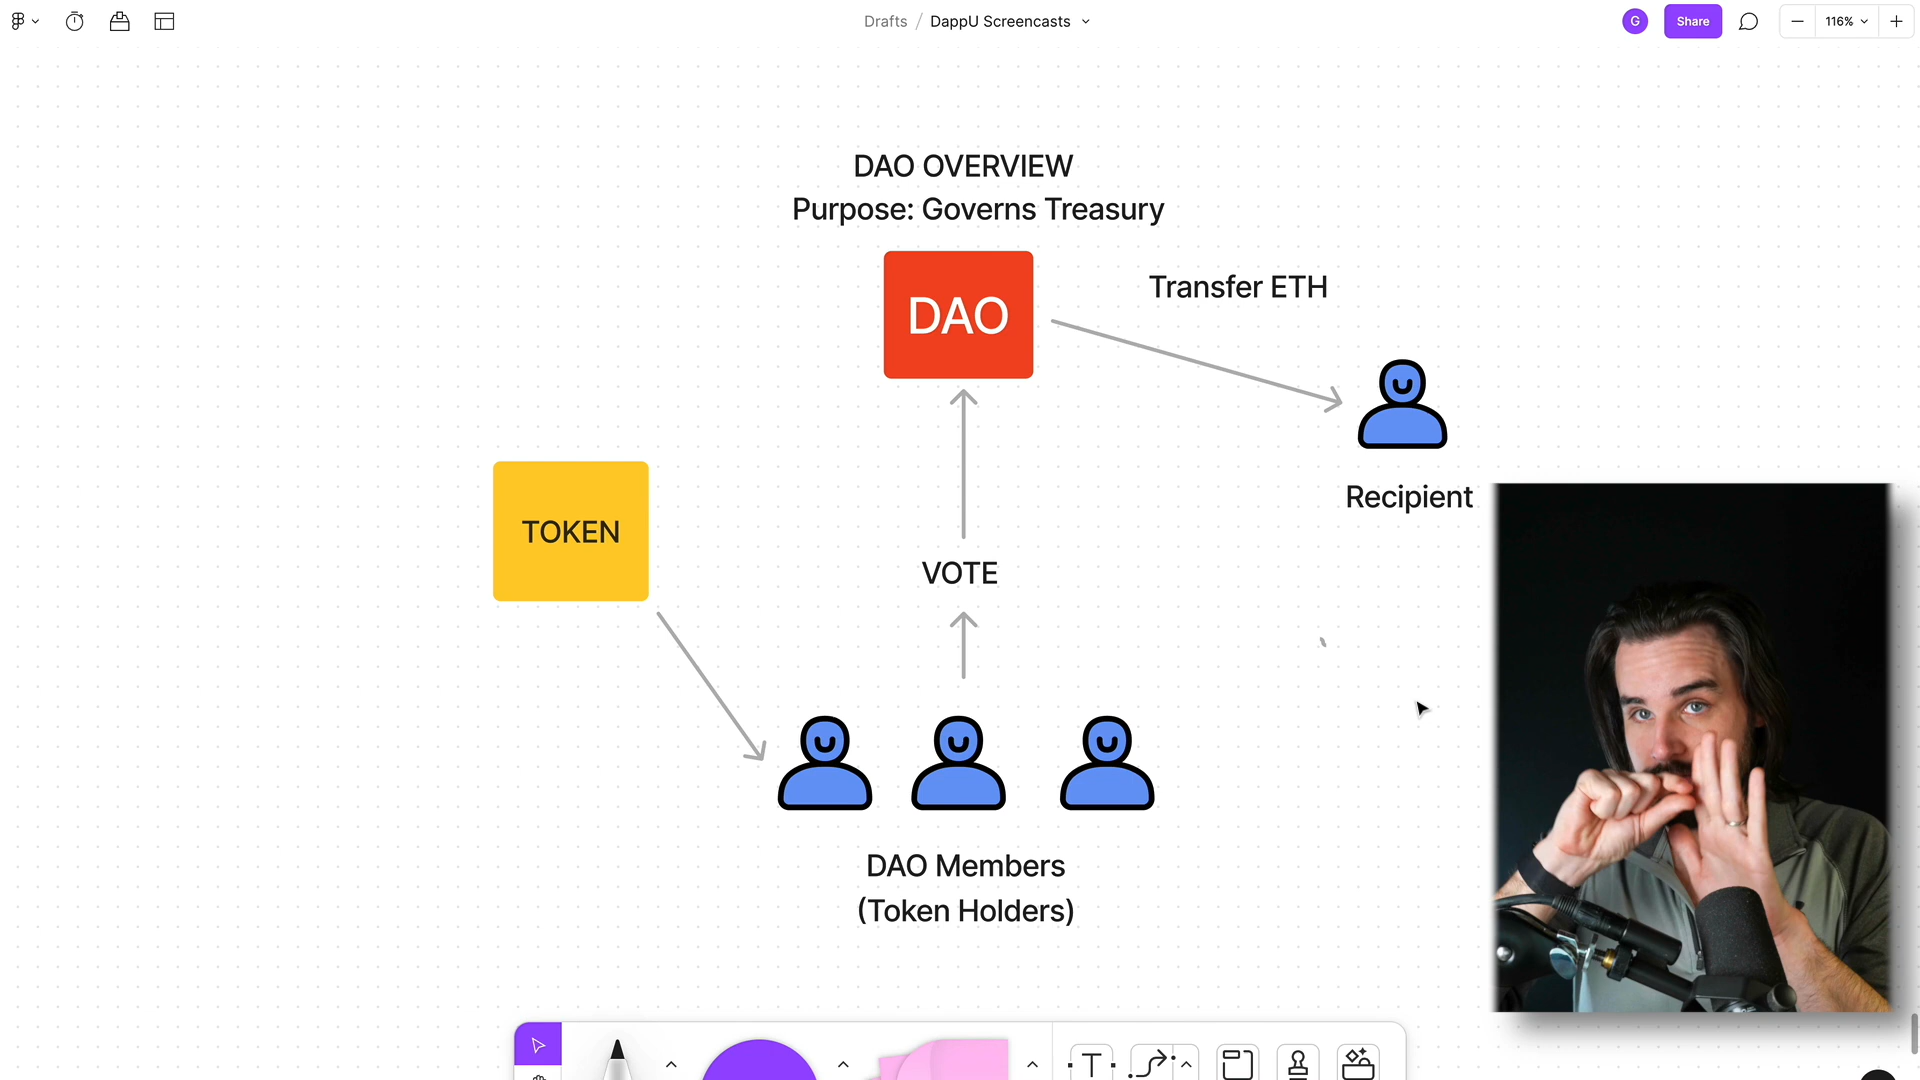 Drafts / DappU Screencasts
G
Share
116%
DAO OVERVIEW
Purpose: Governs Treasury
DAO
Transfer ETH
TOKEN
Recipient
VOTE
DAO Members
(Token Holders)
T